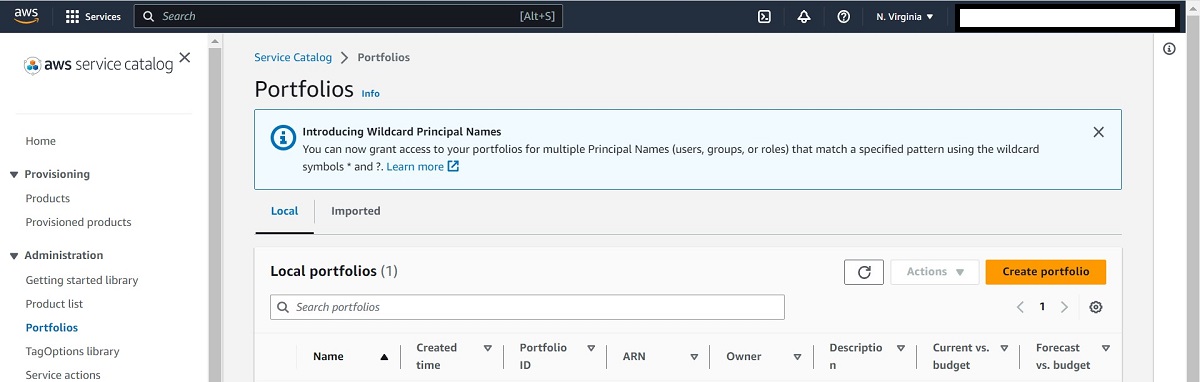 aws
Services
Search [Alt+S]
N. Virginia
aws service catalog
Home
Provisioning
Products
Provisioned products
Administration
Getting started library
Product list
Portfolios
TagOptions library
Service actions
Service Catalog > Portfolios
Portfolios Info
Introducing Wildcard Principal Names
You can now grant access to your portfolios for multiple Principal Names (users, groups, or roles) that match a specified pattern using the wildcard
symbols * and ?. Learn more
Local Imported
Local portfolios (1)
Actions
Create portfolio
Search portfolios
1
Name
Created
time
Portfolio
ID
ARN
Owner
Descriptio
n
Current vs.
budget
Forecast
vs. budget